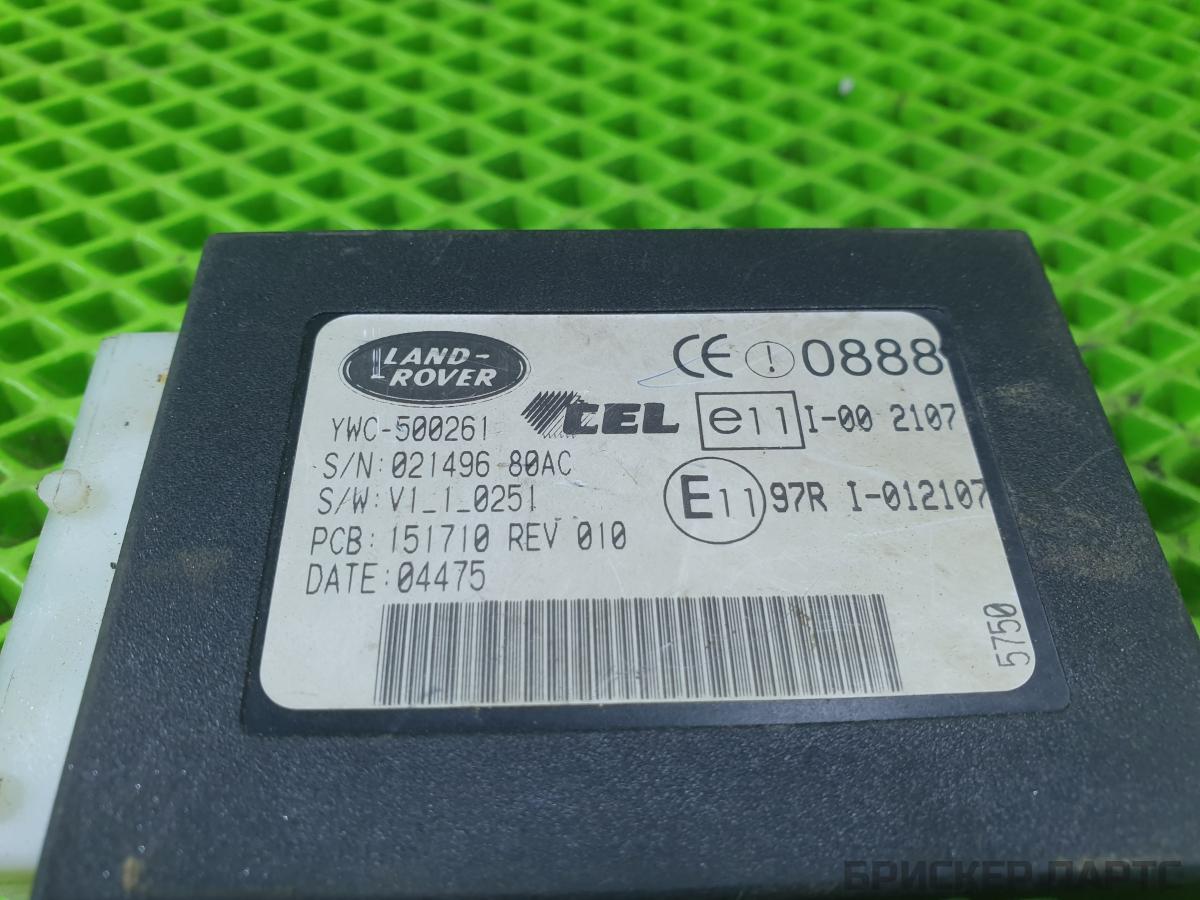 LAND-
ROVER
CE 0888
YWC-500261
TEL
e11 I-00 2107
S/N: 021496 80AC
S/W: V1_1_0251
E11 97R I-012107
PCB: 151710 REV 010
DATE: 04475
5750
БРИСКЕР ПАРТС